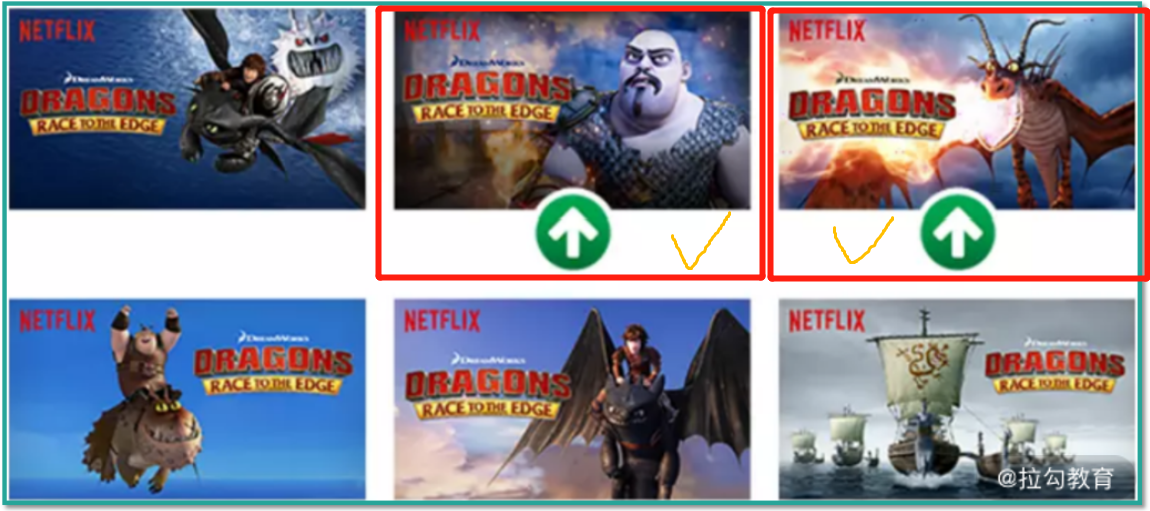 NETFLIX
DREAMWORKS
DRAGONS
RACE TO THE EDGE
NETFLIX
DREAMWORKS
DRAGONS
RACE TO THE EDGE
NETFLIX
DREAMWORKS
DRAGONS
RACE TO THE EDGE
NETFLIX
DREAMWORKS
DRAGONS
RACE TO THE EDGE
NETFLIX
DREAMWORKS
DRAGONS
RACE TO THE EDGE
NETFLIX
DREAMWORKS
DRAGONS
RACE TO THE EDGE
@拉勾教育